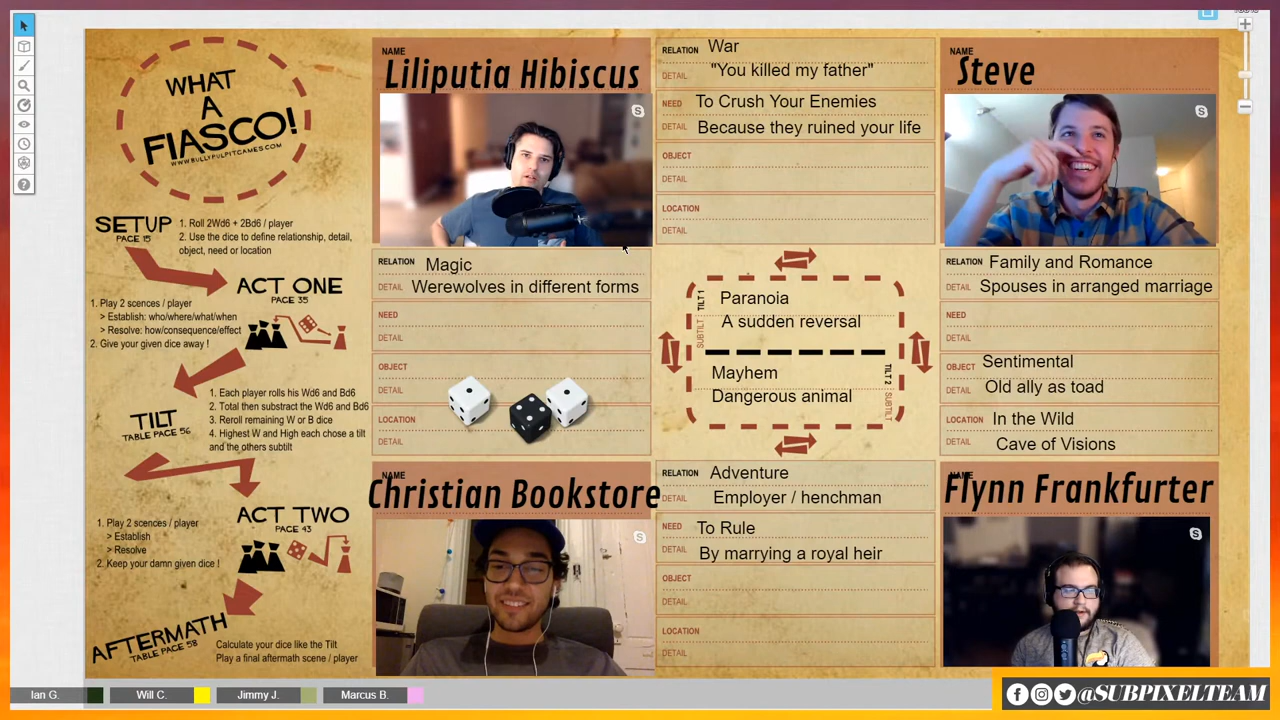 WHAT
A
FIASCO!
WWW.BULLYPULPITGAMES.COM
SETUP
PAGE 15
1. Roll 2Wd6 + 2Bd6 / player
2. Use the dice to define relationship, detail,
object, need or location
ACT ONE
PAGE 35
1. Play 2 scences / player
> Establish: who/where/what/when
> Resolve: how/consequence/effect
2. Give your given dice away !
TILT
TABLE PAGE 56
1. Each player rolls his Wd6 and Bd6
2. Total then substract the Wd6 and Bd6
3. Reroll remaining W or B dice
4. Highest W and High each chose a tilt
and the others subtilt
ACT TWO
PAGE 43
1. Play 2 scences / player
> Establish
> Resolve
2. Keep your damn given dice !
AFTERMATH
TABLE PAGE 58
Calculate your dice like the Tilt
Play a final aftermath scene / player
NAME
Liliputia Hibiscus
RELATION War
DETAIL "You killed my father"
NEED To Crush Your Enemies
DETAIL Because they ruined your life
OBJECT
DETAIL
LOCATION
DETAIL
NAME
Steve
RELATION Magic
DETAIL Werewolves in different forms
NEED
DETAIL
OBJECT
DETAIL
LOCATION
DETAIL
TILT 1
SUBTILT
Paranoia
A sudden reversal
Mayhem
Dangerous animal
TILT 2
SUBTILT
RELATION Family and Romance
DETAIL Spouses in arranged marriage
NEED
DETAIL
OBJECT Sentimental
DETAIL Old ally as toad
LOCATION In the Wild
DETAIL Cave of Visions
NAME
Christian Bookstore
RELATION Adventure
DETAIL Employer / henchman
NEED To Rule
DETAIL By marrying a royal heir
OBJECT
DETAIL
LOCATION
DETAIL
NAME
Flynn Frankfurter
Ian G.
Will C.
Jimmy J.
Marcus B.
@SUBPIXELTEAM